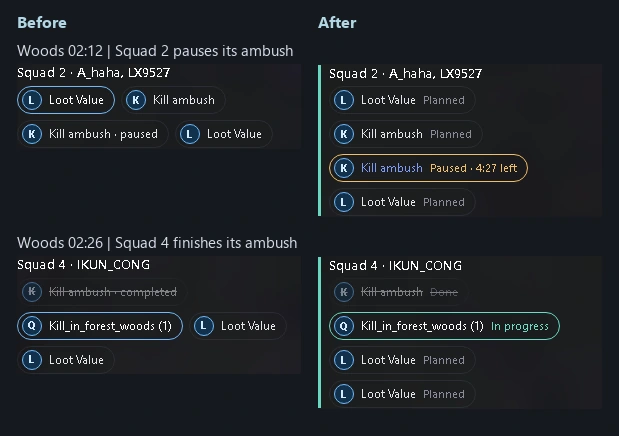 Before
After
Woods 02:12 | Squad 2 pauses its ambush
Squad 2 · A_haha, LX9527
L Loot Value K Kill ambush
K Kill ambush · paused L Loot Value
Squad 2 · A_haha, LX9527
L Loot Value Planned
K Kill ambush Planned
K Kill ambush Paused · 4:27 left
L Loot Value Planned
Woods 02:26 | Squad 4 finishes its ambush
Squad 4 · IKUN_CONG
K Kill ambush · completed
Q Kill_in_forest_woods (1) L Loot Value
L Loot Value
Squad 4 · IKUN_CONG
K Kill ambush Done
Q Kill_in_forest_woods (1) In progress
L Loot Value Planned
L Loot Value Planned